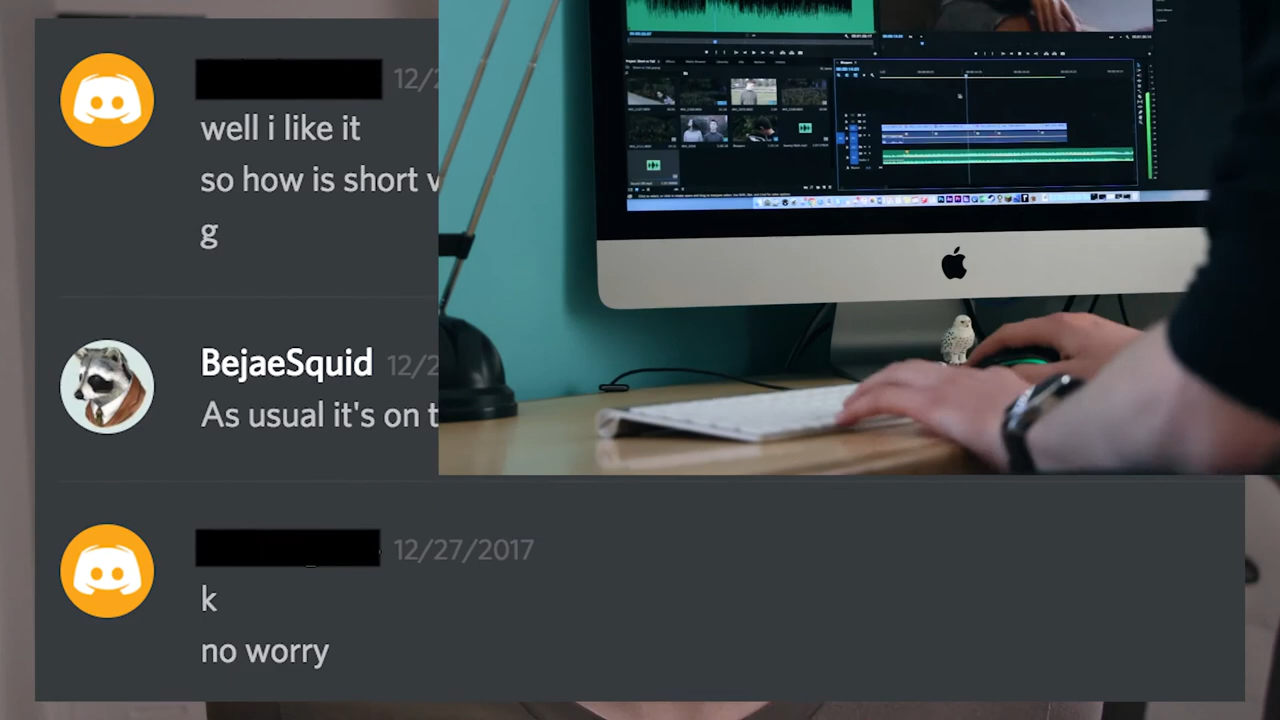 12/2
well i like it
so how is short v
g
BejaeSquid 12/2
As usual it's on t
12/27/2017
k
no worry